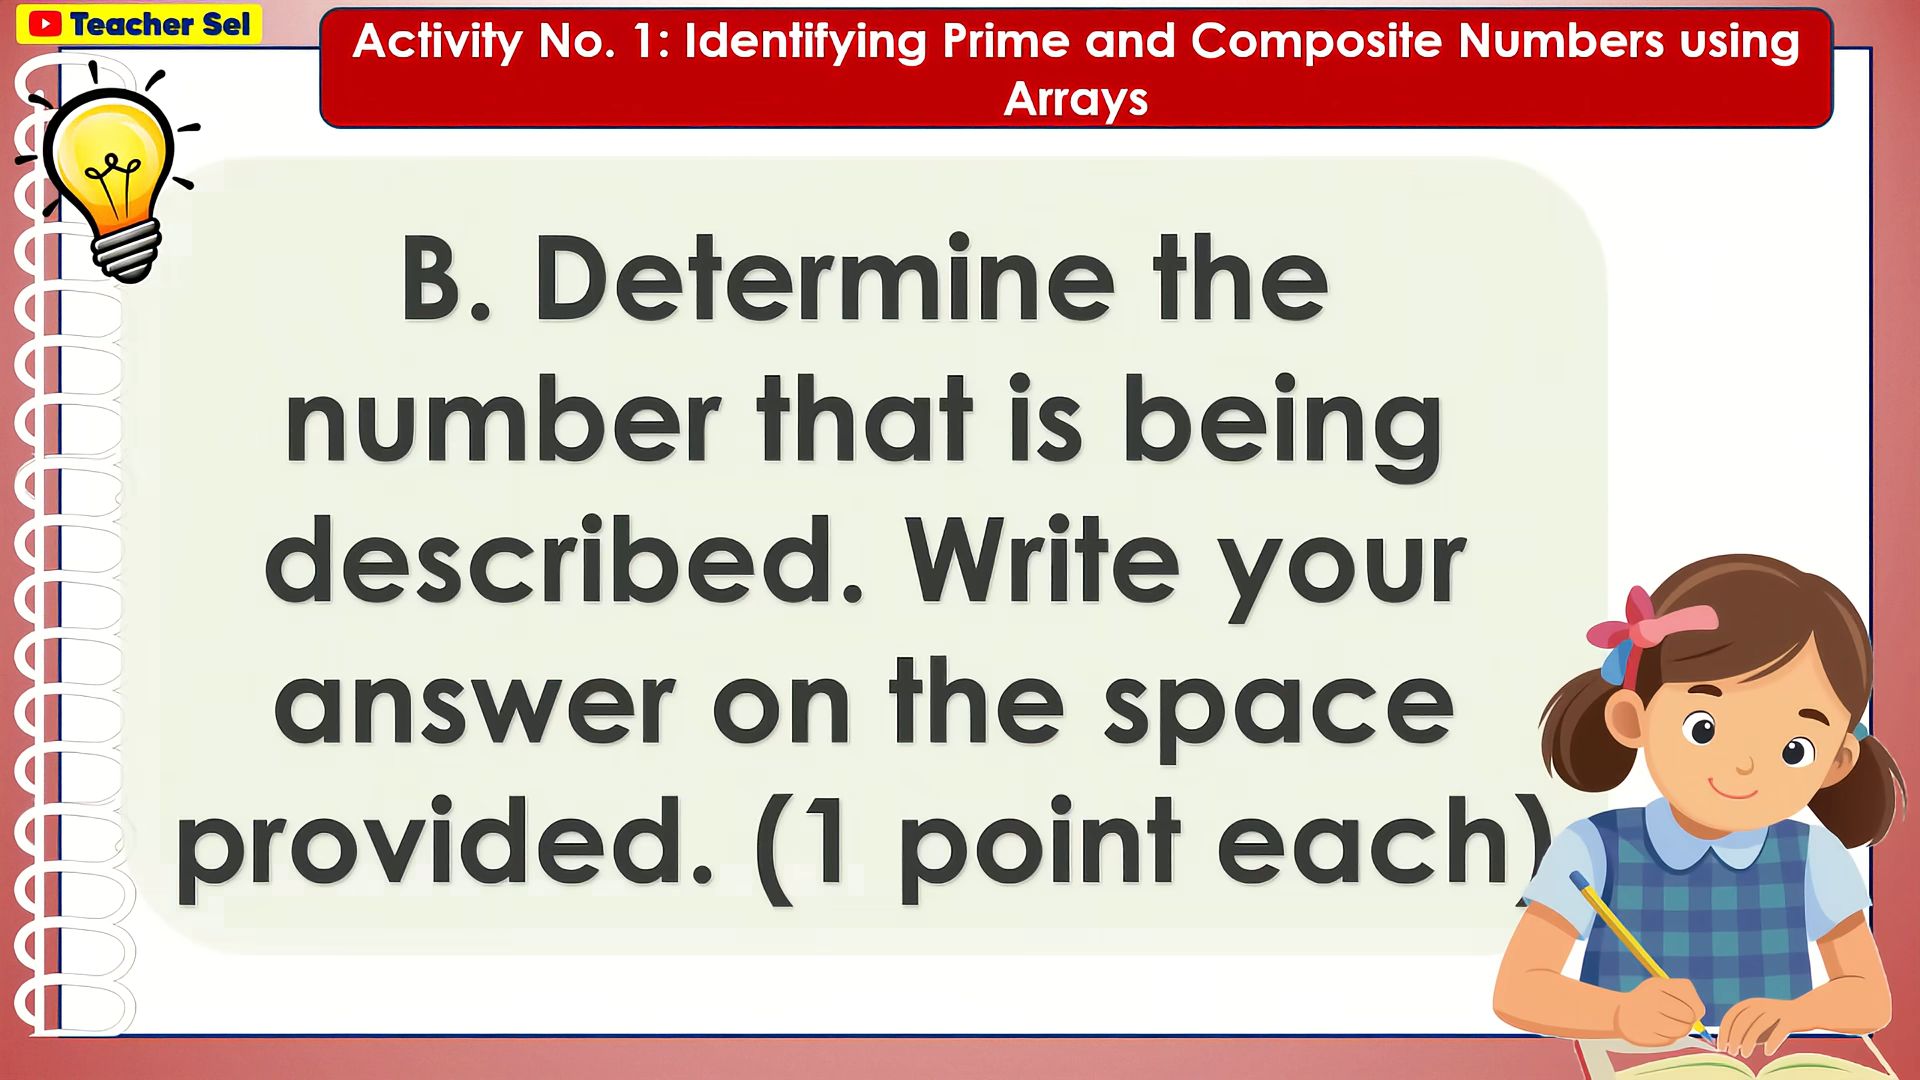 Teacher Sel
Activity No. 1: Identifying Prime and Composite Numbers using
Arrays
B. Determine the
number that is being
described. Write your
answer on the space
provided. (1 point each)